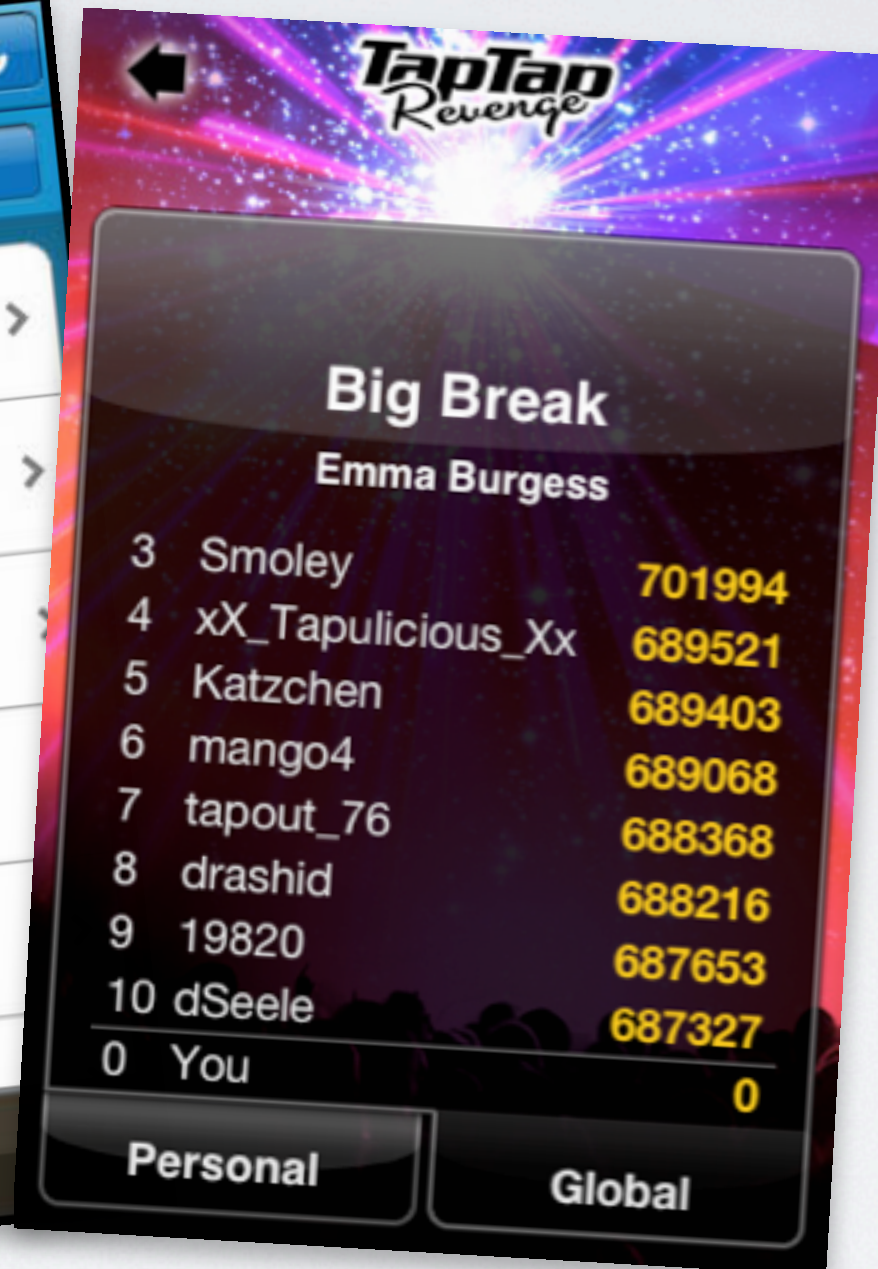 TapTap
Revenge
Big Break
Emma Burgess
3 Smoley 701994
4 xX_Tapulicious_Xx 689521
5 Katzchen 689403
6 mango4 689068
7 tapout_76 688368
8 drashid 688216
9 19820 687653
10 dSeele 687327
0 You 0
Personal Global